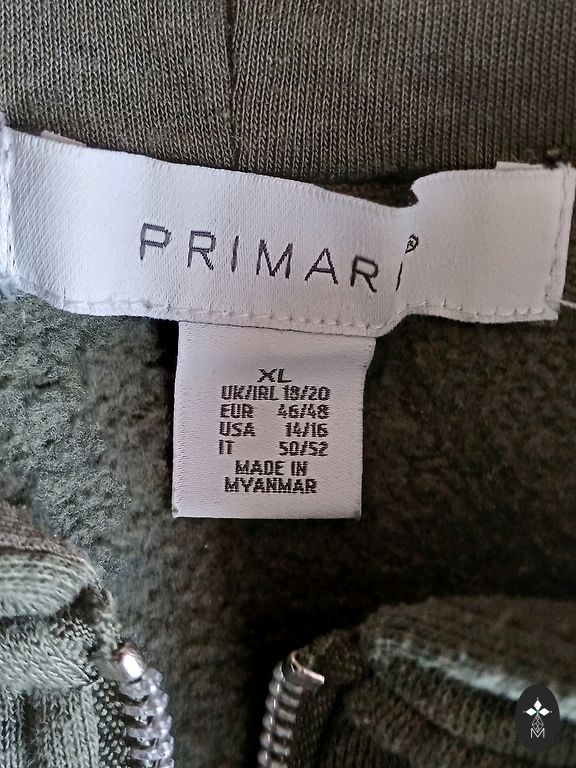 PRIMARK®
XL
UK/IRL 18/20
EUR 46/48
USA 14/16
IT 50/52
MADE IN
MYANMAR
M